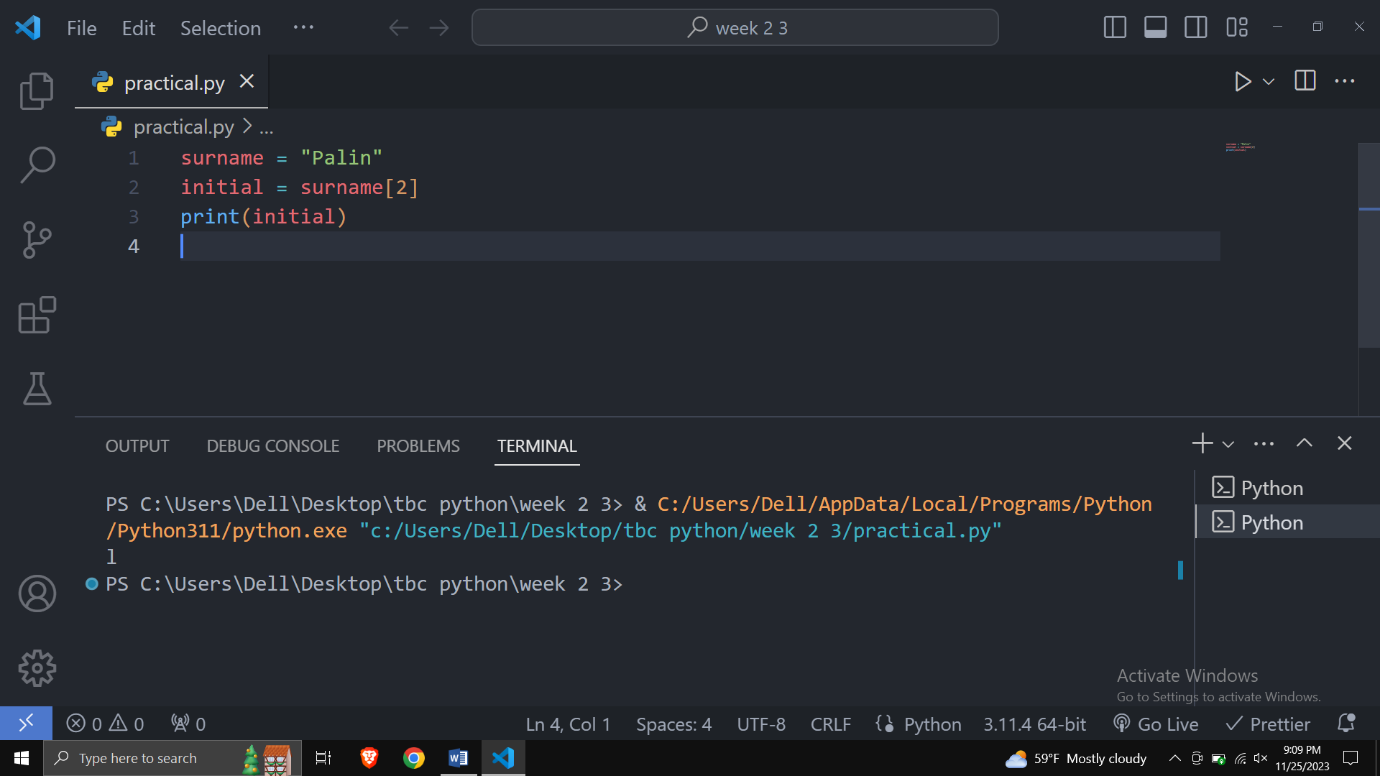 File Edit Selection ···
week 2 3
practical.py
practical.py > ...
1 surname = "Palin"
2 initial = surname[2]
3 print(initial)
4
OUTPUT DEBUG CONSOLE PROBLEMS TERMINAL
PS C:\Users\Dell\Desktop\tbc python\week 2 3> & C:/Users/Dell/AppData/Local/Programs/Python
/Python311/python.exe "c:/Users/Dell/Desktop/tbc python/week 2 3/practical.py"
l
PS C:\Users\Dell\Desktop\tbc python\week 2 3>
Python
Python
Activate Windows
Go to Settings to activate Windows.
0 0 0 Ln 4, Col 1 Spaces: 4 UTF-8 CRLF Python 3.11.4 64-bit Go Live Prettier
Type here to search 59°F Mostly cloudy 9:09 PM
11/25/2023